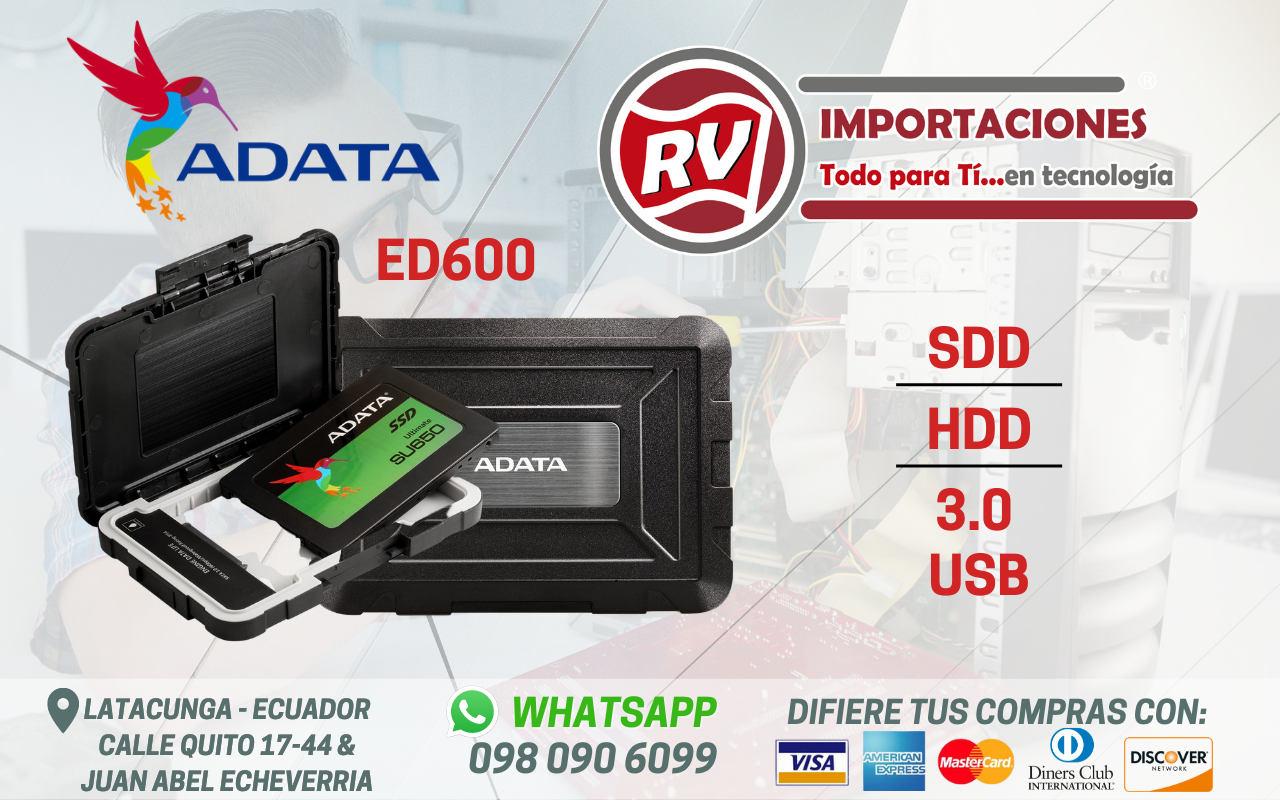 ADATA
RV
®
IMPORTACIONES
Todo para Tí...en tecnología
ED600
SDD
HDD
3.0
USB
ADATA
SSD
Ultimate
SU650
ADATA
LATACUNGA - ECUADOR
CALLE QUITO 17-44 &
JUAN ABEL ECHEVERRIA
WHATSAPP
098 090 6099
DIFIERE TUS COMPRAS CON:
VISA
AMERICAN
EXPRESS
MasterCard
Diners Club
INTERNATIONAL
DISCOVER
NETWORK